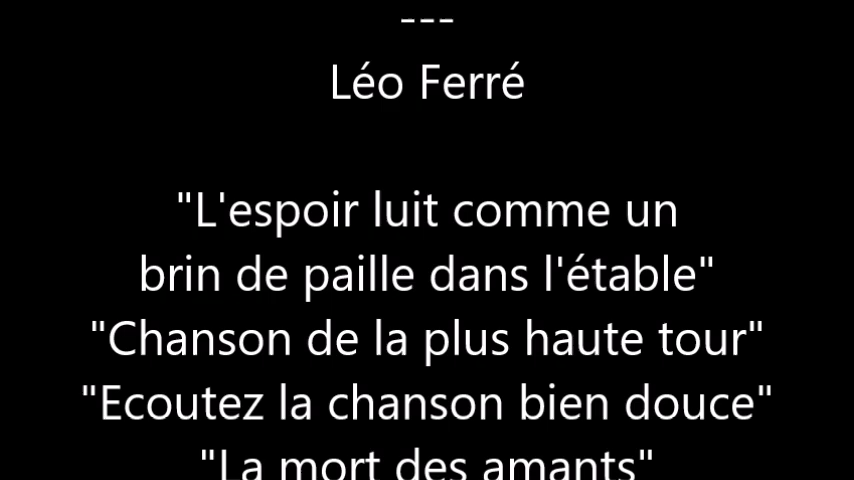 ---
Léo Ferré
"L'espoir luit comme un
brin de paille dans l'étable"
"Chanson de la plus haute tour"
"Ecoutez la chanson bien douce"
"La mort des amants"